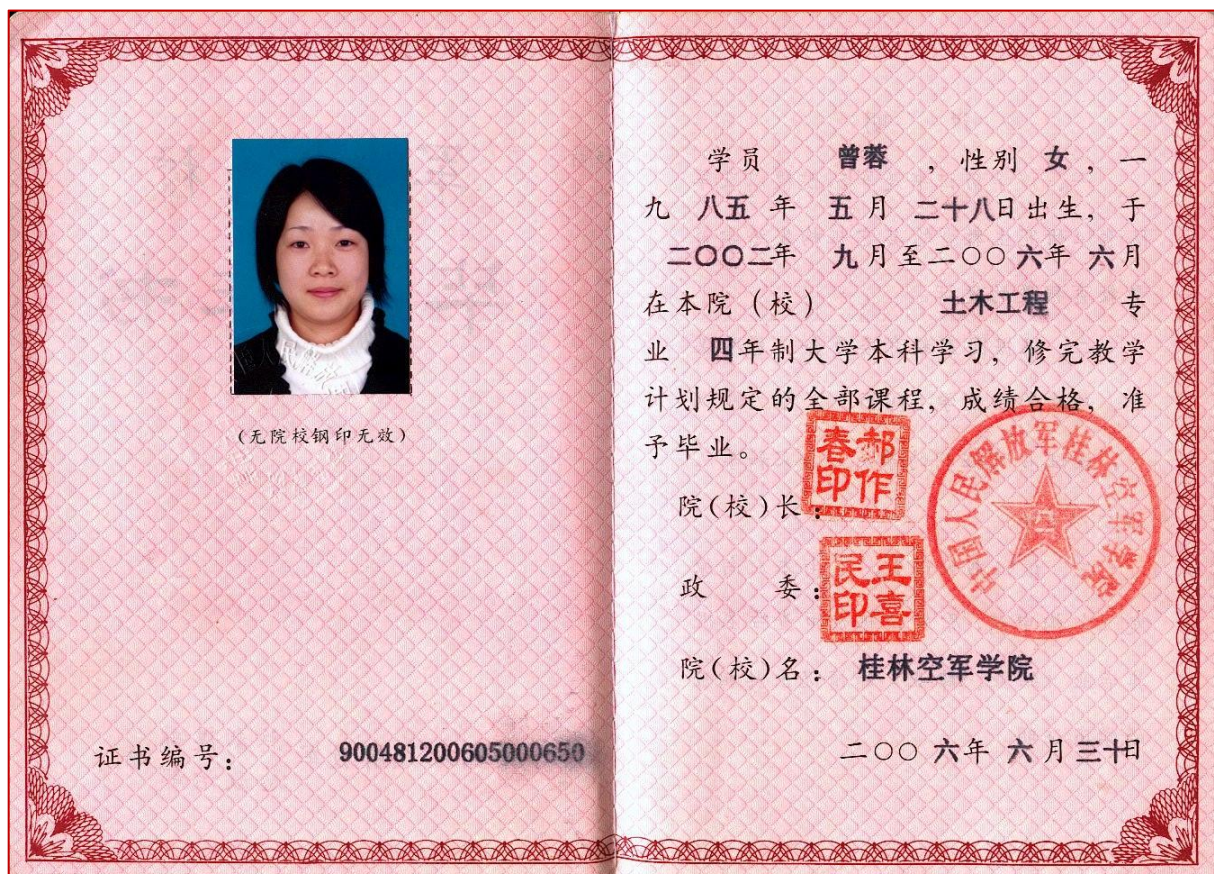 (无院校钢印无效)
证书编号: 900481200605000650
学员 曾蓉 , 性别 女 , 一
九 八五 年 五 月 二十八日出生, 于
二〇〇二年 九月至二〇〇六年 六月
在本院(校) 土木工程 专
业 四年制大学本科学习, 修完教学
计划规定的全部课程, 成绩合格, 准
予毕业。
院(校)长:
郝作
春印
政 委:
王喜
民印
中国人民解放军桂林空军学院
院(校)名: 桂林空军学院
二〇〇六年 六月三十日